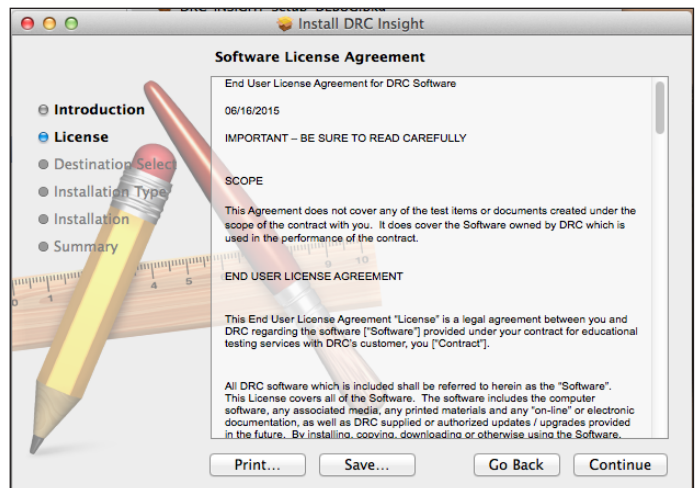 Install DRC Insight
Software License Agreement
Introduction
License
Destination Select
Installation Type
Installation
Summary
End User License Agreement for DRC Software
06/16/2015
IMPORTANT – BE SURE TO READ CAREFULLY
SCOPE
This Agreement does not cover any of the test items or documents created under the
scope of the contract with you.  It does cover the Software owned by DRC which is
used in the performance of the contract.
END USER LICENSE AGREEMENT
This End User License Agreement "License" is a legal agreement between you and
DRC regarding the software ["Software"] provided under your contract for educational
testing services with DRC's customer, you ["Contract"].
All DRC software which is included shall be referred to herein as the "Software".
This License covers all of the Software.  The software includes the computer
software, any associated media, any printed materials and any "on-line" or electronic
documentation, as well as DRC supplied or authorized updates / upgrades provided
in the future.  By installing, copying, downloading or otherwise using the Software,
0 1 4 5 9 10
Print...
Save...
Go Back
Continue